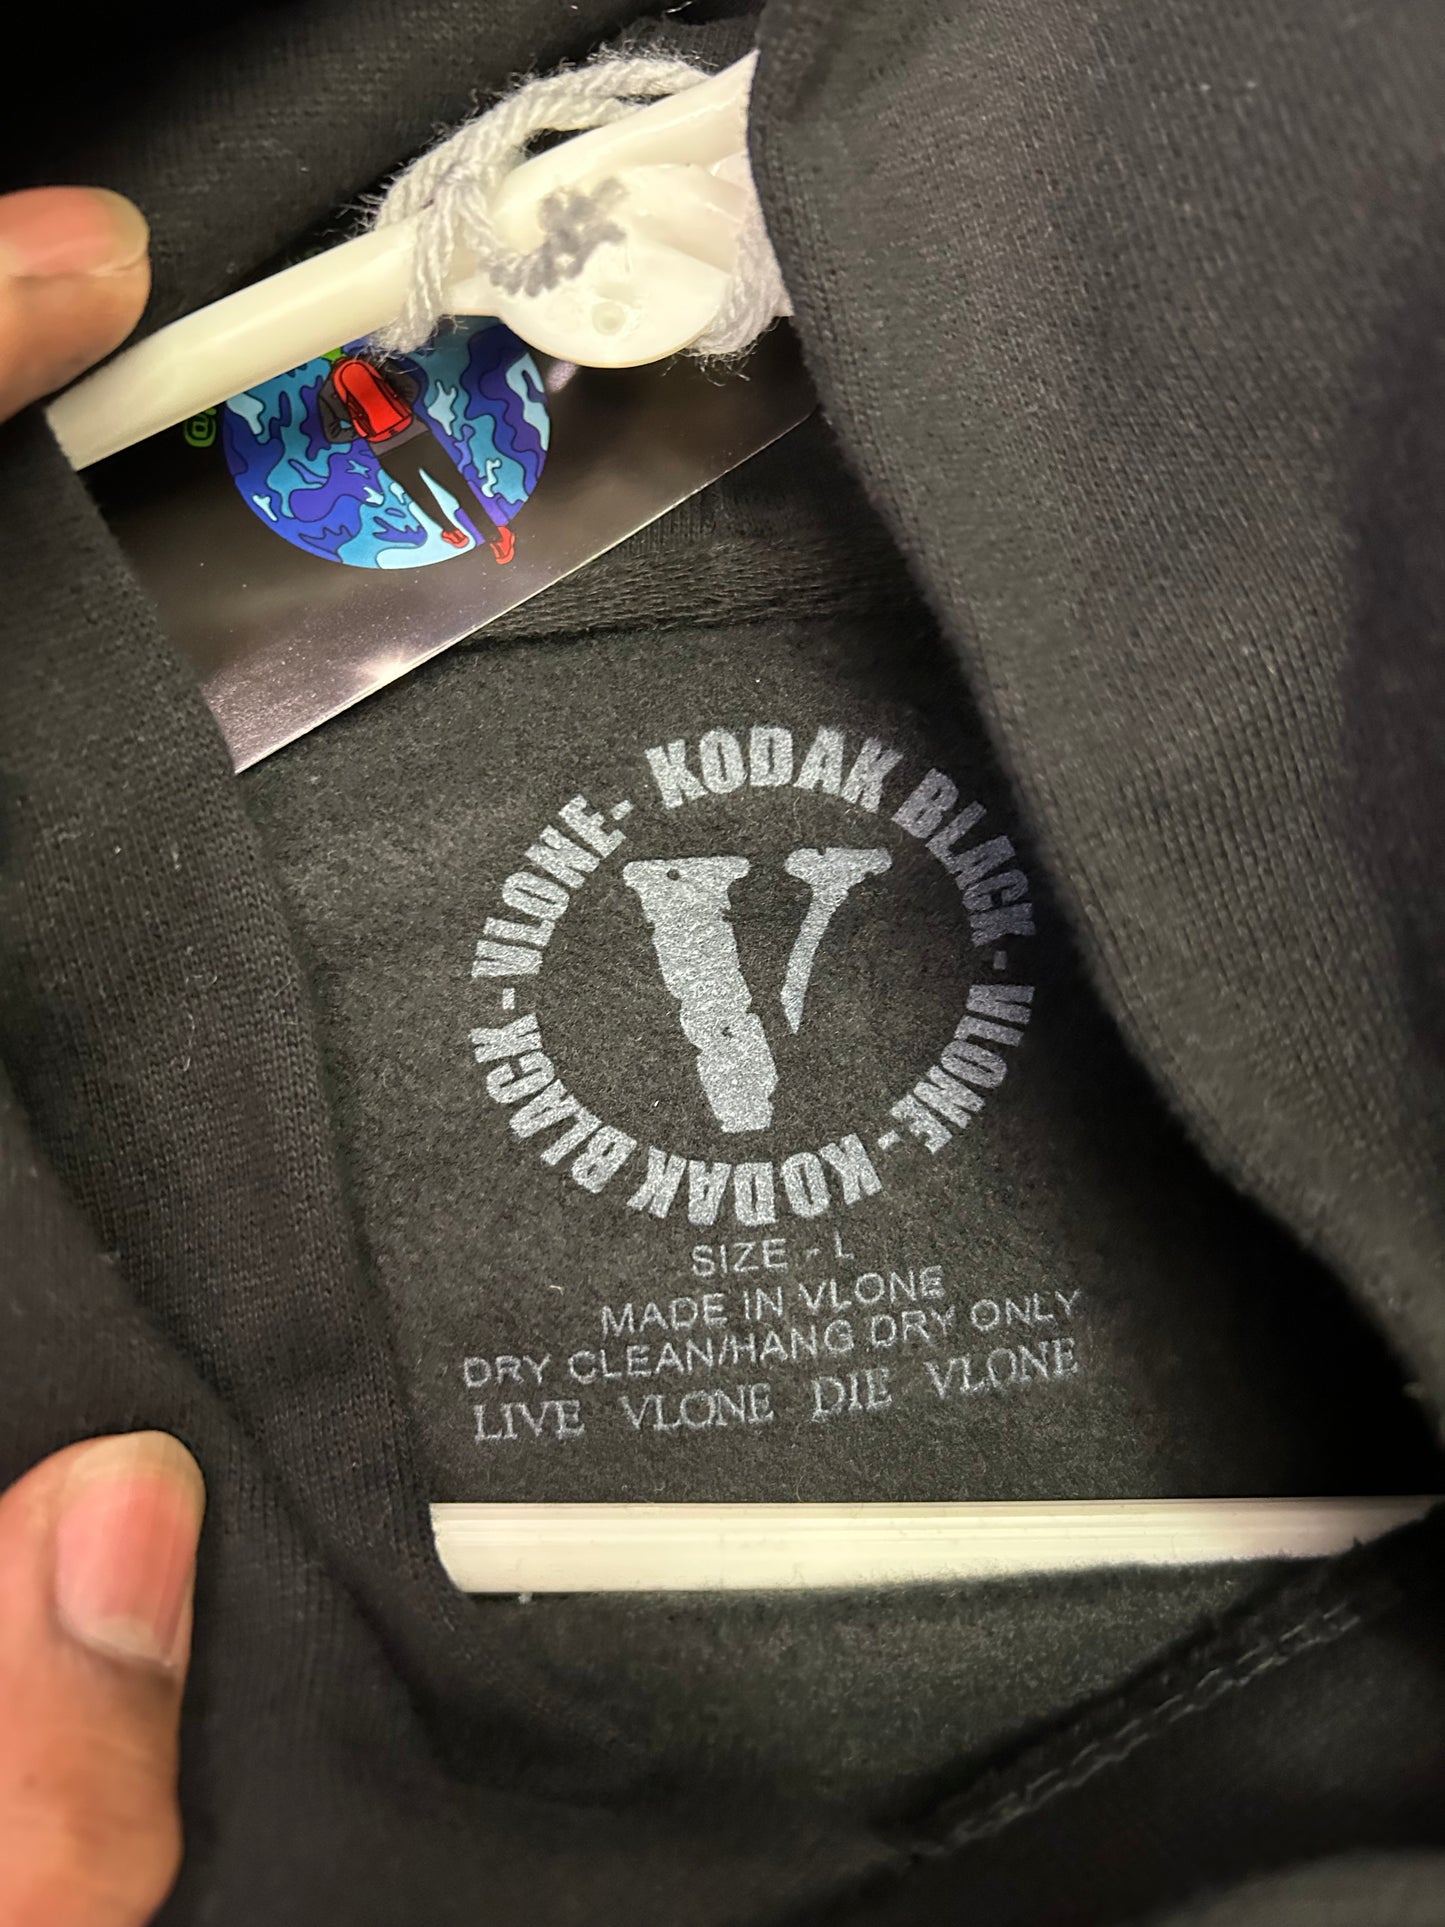 KODAK BLACK - VLONE - KODAK BLACK - VLONE -
V
SIZE - L
MADE IN VLONE
DRY CLEAN/HANG DRY ONLY
LIVE VLONE DIE VLONE